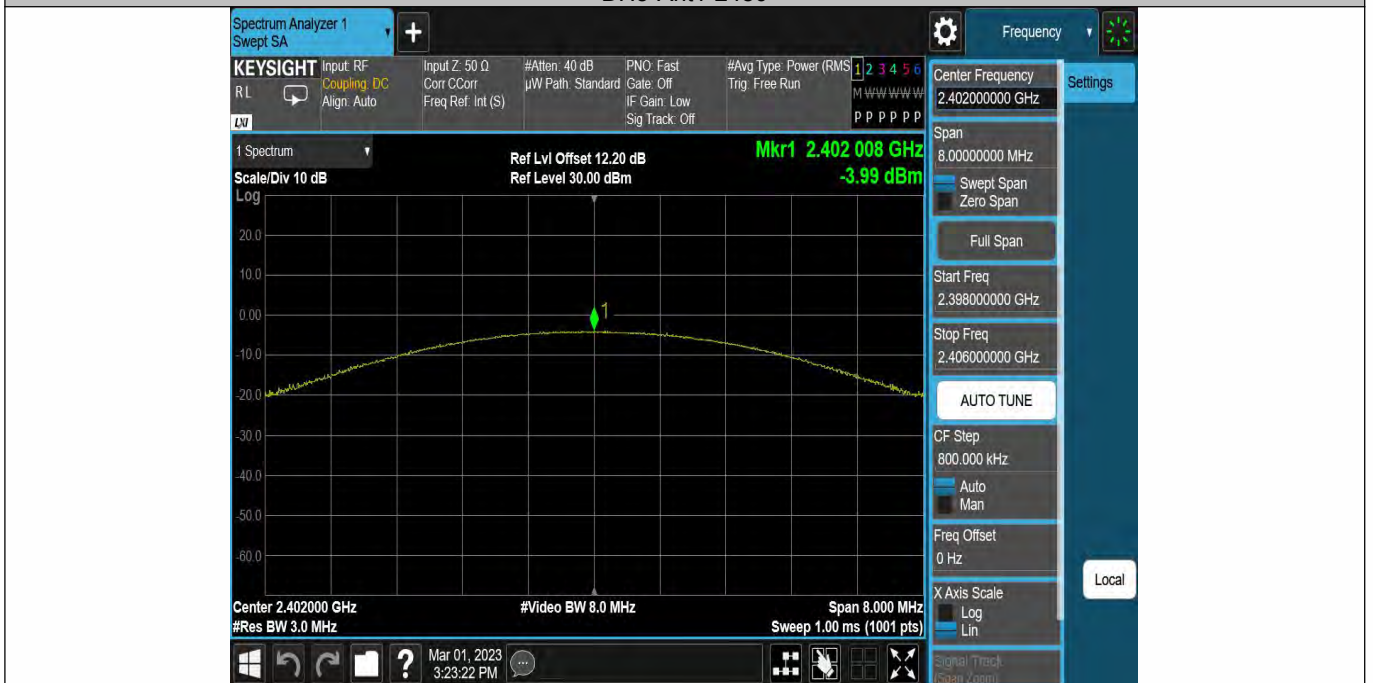 Spectrum Analyzer 1
Swept SA
Frequency
KEYSIGHT
RL
LXI
Input: RF
Coupling: DC
Align: Auto
Input Z: 50 Ω
Corr CCorr
Freq Ref: Int (S)
#Atten: 40 dB
µW Path: Standard
PNO: Fast
Gate: Off
IF Gain: Low
Sig Track: Off
#Avg Type: Power (RMS
Trig: Free Run
1 2 3 4 5 6
M W W W W W
P P P P P P
1 Spectrum
Scale/Div 10 dB
Ref Lvl Offset 12.20 dB
Ref Level 30.00 dBm
Mkr1 2.402 008 GHz
-3.99 dBm
Log
20.0
10.0
0.00
-10.0
-20.0
-30.0
-40.0
-50.0
-60.0
1
Center 2.402000 GHz
#Video BW 8.0 MHz
Span 8.000 MHz
#Res BW 3.0 MHz
Sweep 1.00 ms (1001 pts)
Mar 01, 2023
3:23:22 PM
Center Frequency
2.402000000 GHz
Settings
Span
8.00000000 MHz
Swept Span
Zero Span
Full Span
Start Freq
2.398000000 GHz
Stop Freq
2.406000000 GHz
AUTO TUNE
CF Step
800.000 kHz
Auto
Man
Freq Offset
0 Hz
X Axis Scale
Log
Lin
Local
Signal Track
(Span Zoom)